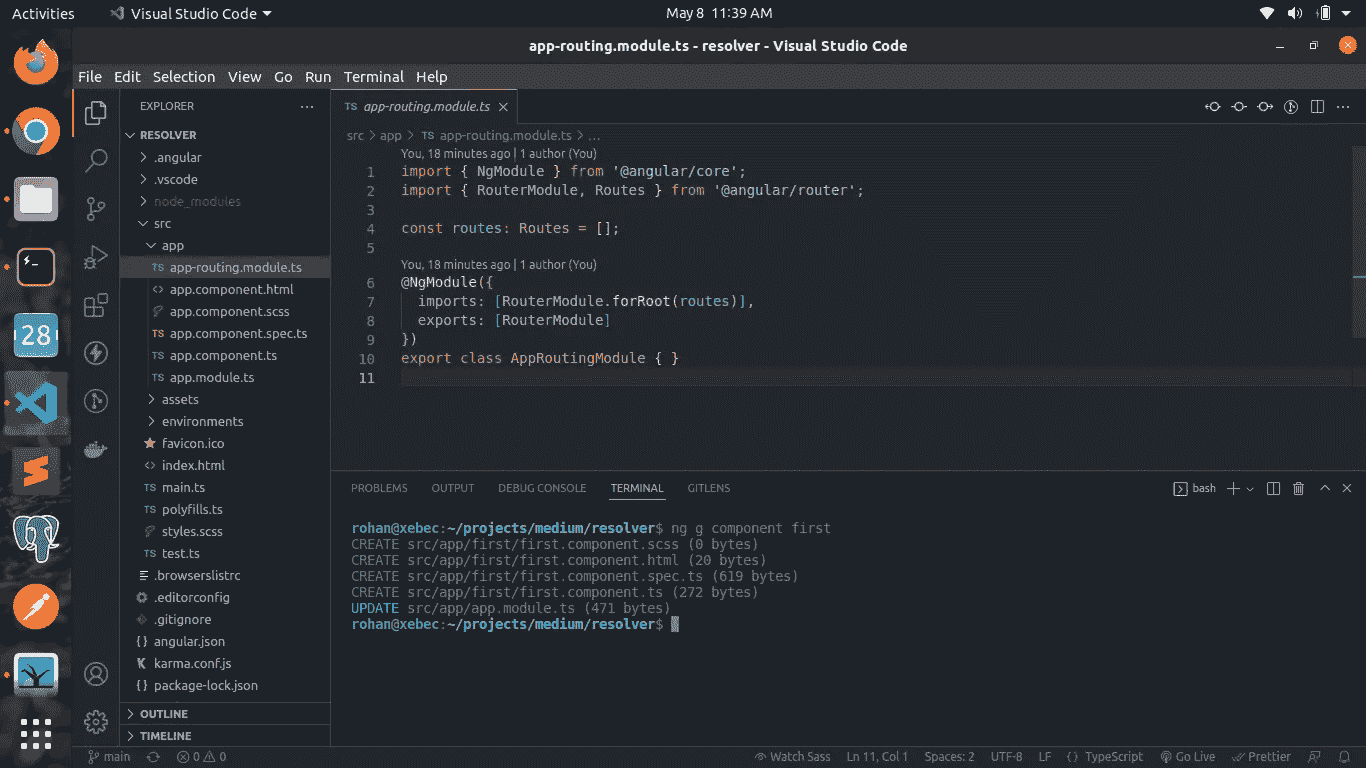 Activities
Visual Studio Code
May 8 11:39 AM
app-routing.module.ts - resolver - Visual Studio Code
File Edit Selection View Go Run Terminal Help
EXPLORER
RESOLVER
.angular
.vscode
node_modules
src
app
TS app-routing.module.ts
<> app.component.html
app.component.scss
TS app.component.spec.ts
TS app.component.ts
TS app.module.ts
assets
environments
favicon.ico
<> index.html
TS main.ts
TS polyfills.ts
styles.scss
TS test.ts
.browserslistrc
.editorconfig
.gitignore
{} angular.json
K karma.conf.js
{} package-lock.json
OUTLINE
TIMELINE
28
TS app-routing.module.ts
src > app > TS app-routing.module.ts > ...
You, 18 minutes ago | 1 author (You)
1 import { NgModule } from '@angular/core';
2 import { RouterModule, Routes } from '@angular/router';
3
4 const routes: Routes = [];
5
You, 18 minutes ago | 1 author (You)
6 @NgModule({
7 imports: [RouterModule.forRoot(routes)],
8 exports: [RouterModule]
9 })
10 export class AppRoutingModule { }
11
PROBLEMS OUTPUT DEBUG CONSOLE TERMINAL GITLENS
bash
rohan@xebec:~/projects/medium/resolver$ ng g component first
CREATE src/app/first/first.component.scss (0 bytes)
CREATE src/app/first/first.component.html (20 bytes)
CREATE src/app/first/first.component.spec.ts (619 bytes)
CREATE src/app/first/first.component.ts (272 bytes)
UPDATE src/app/app.module.ts (471 bytes)
rohan@xebec:~/projects/medium/resolver$
main 0 0 Watch Sass Ln 11, Col 1 Spaces: 2 UTF-8 LF {} TypeScript Go Live Prettier